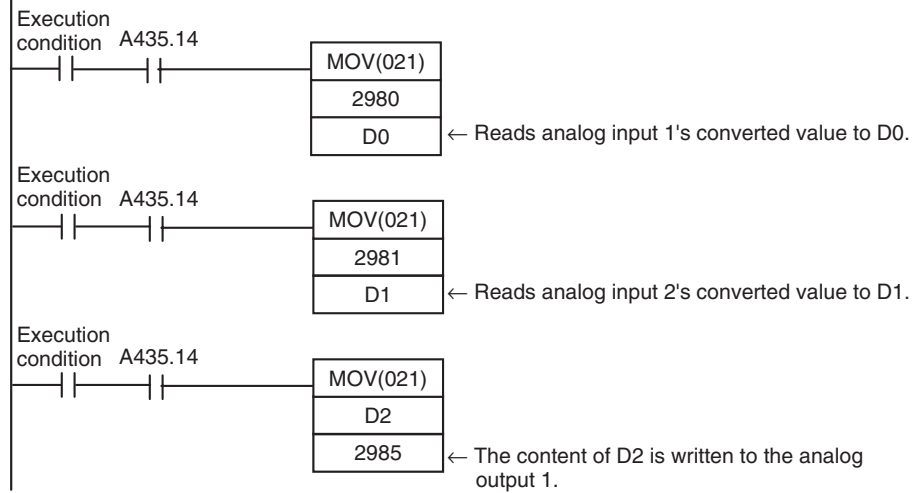 Execution
condition A435.14
MOV(021)
2980
D0 ← Reads analog input 1's converted value to D0.
Execution
condition A435.14
MOV(021)
2981
D1 ← Reads analog input 2's converted value to D1.
Execution
condition A435.14
MOV(021)
D2
2985 ← The content of D2 is written to the analog
output 1.